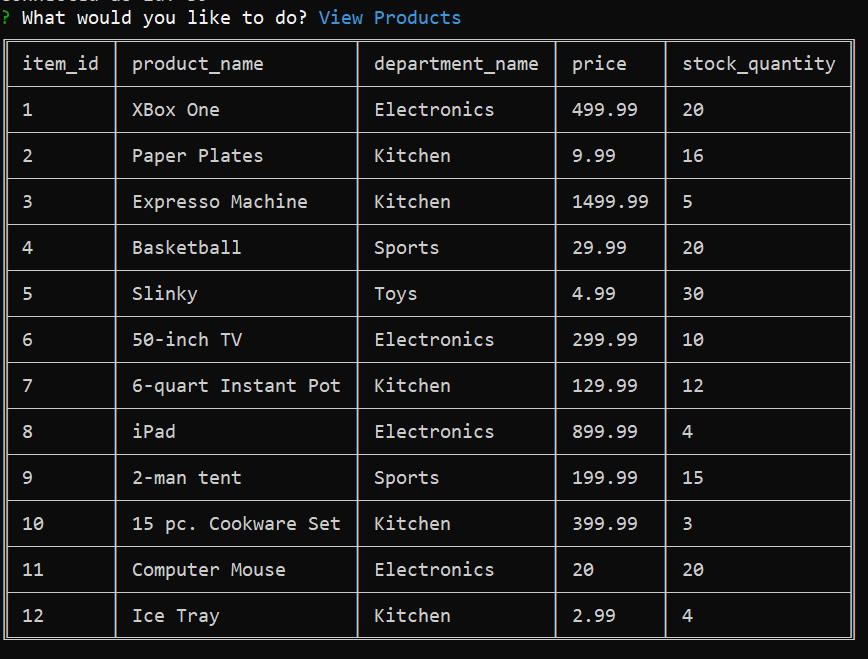 ? What would you like to do? View Products
item_id product_name department_name price stock_quantity
1 XBox One Electronics 499.99 20
2 Paper Plates Kitchen 9.99 16
3 Expresso Machine Kitchen 1499.99 5
4 Basketball Sports 29.99 20
5 Slinky Toys 4.99 30
6 50-inch TV Electronics 299.99 10
7 6-quart Instant Pot Kitchen 129.99 12
8 iPad Electronics 899.99 4
9 2-man tent Sports 199.99 15
10 15 pc. Cookware Set Kitchen 399.99 3
11 Computer Mouse Electronics 20 20
12 Ice Tray Kitchen 2.99 4